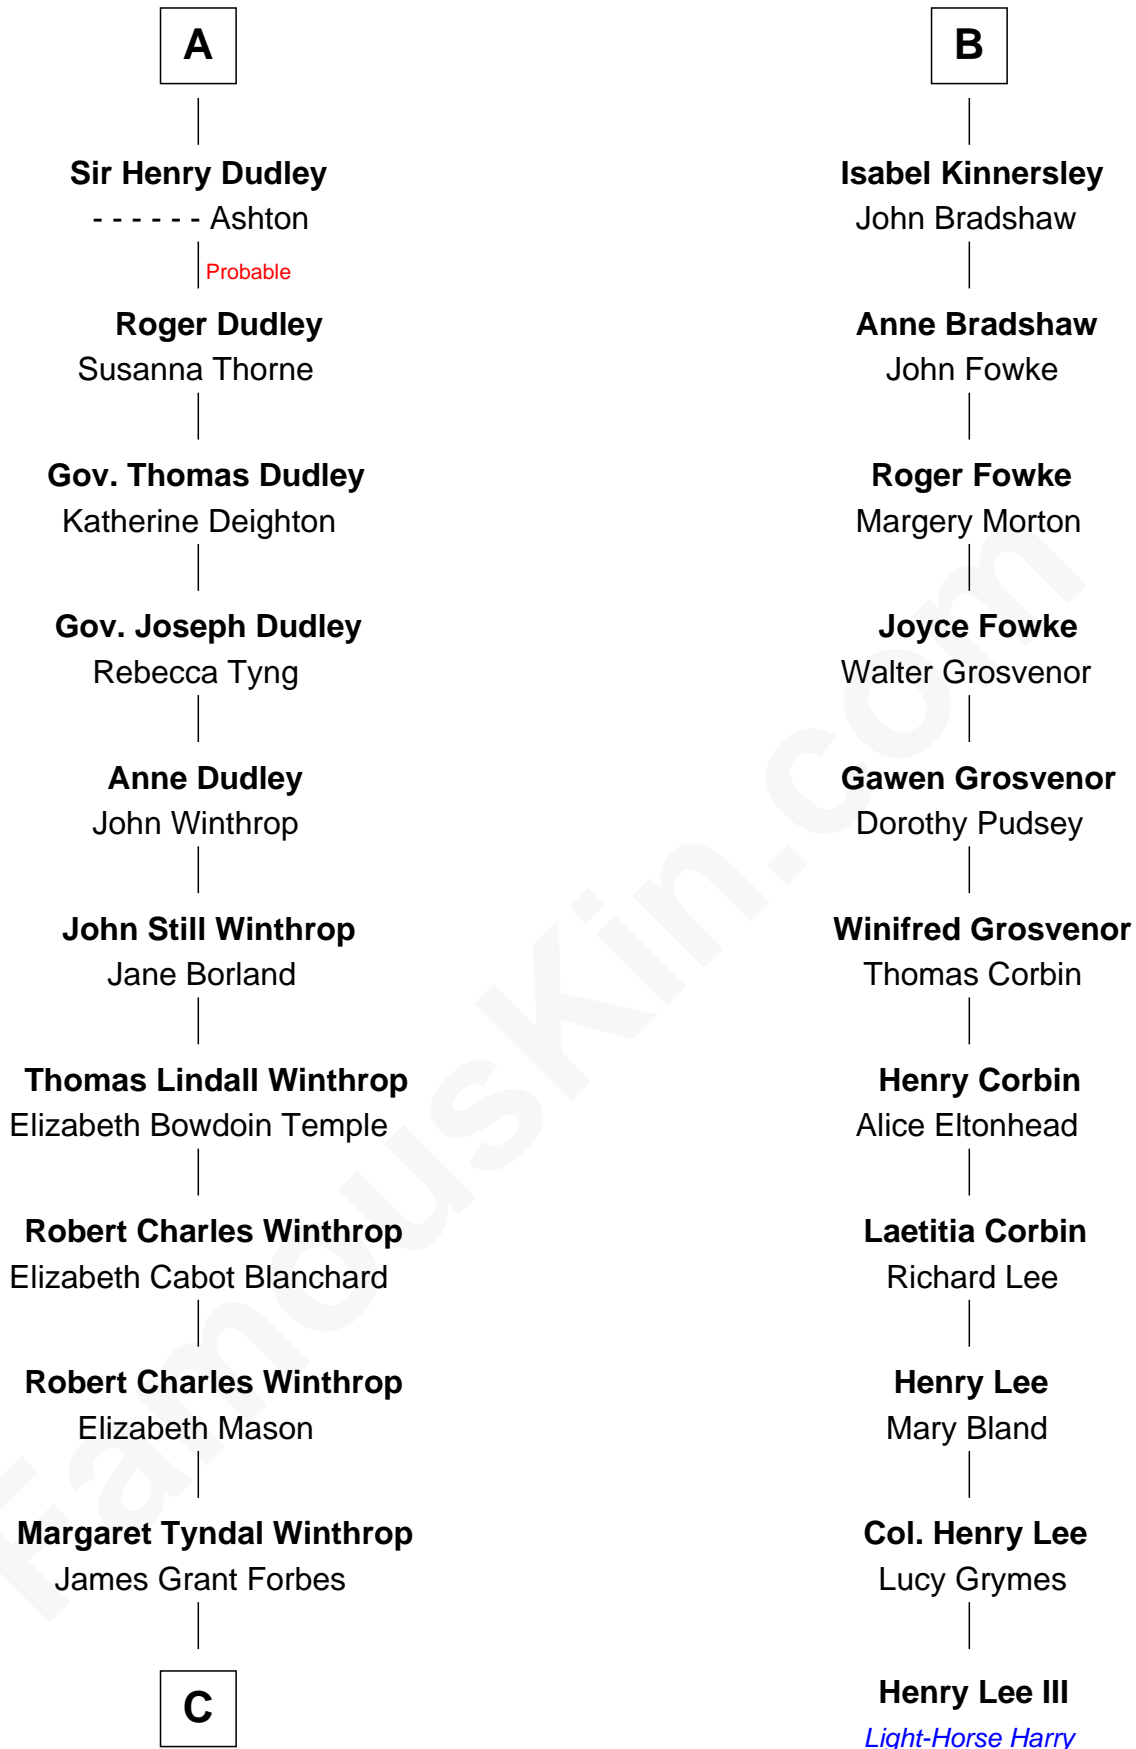 A
Sir Henry Dudley
- - - - - - Ashton
Probable
Roger Dudley
Susanna Thorne
Gov. Thomas Dudley
Katherine Deighton
Gov. Joseph Dudley
Rebecca Tyng
Anne Dudley
John Winthrop
John Still Winthrop
Jane Borland
Thomas Lindall Winthrop
Elizabeth Bowdoin Temple
Robert Charles Winthrop
Elizabeth Cabot Blanchard
Robert Charles Winthrop
Elizabeth Mason
Margaret Tyndal Winthrop
James Grant Forbes
C
B
Isabel Kinnersley
John Bradshaw
Anne Bradshaw
John Fowke
Roger Fowke
Margery Morton
Joyce Fowke
Walter Grosvenor
Gawen Grosvenor
Dorothy Pudsey
Winifred Grosvenor
Thomas Corbin
Henry Corbin
Alice Eltonhead
Laetitia Corbin
Richard Lee
Henry Lee
Mary Bland
Col. Henry Lee
Lucy Grymes
Henry Lee III
Light-Horse Harry
FamousKin.com